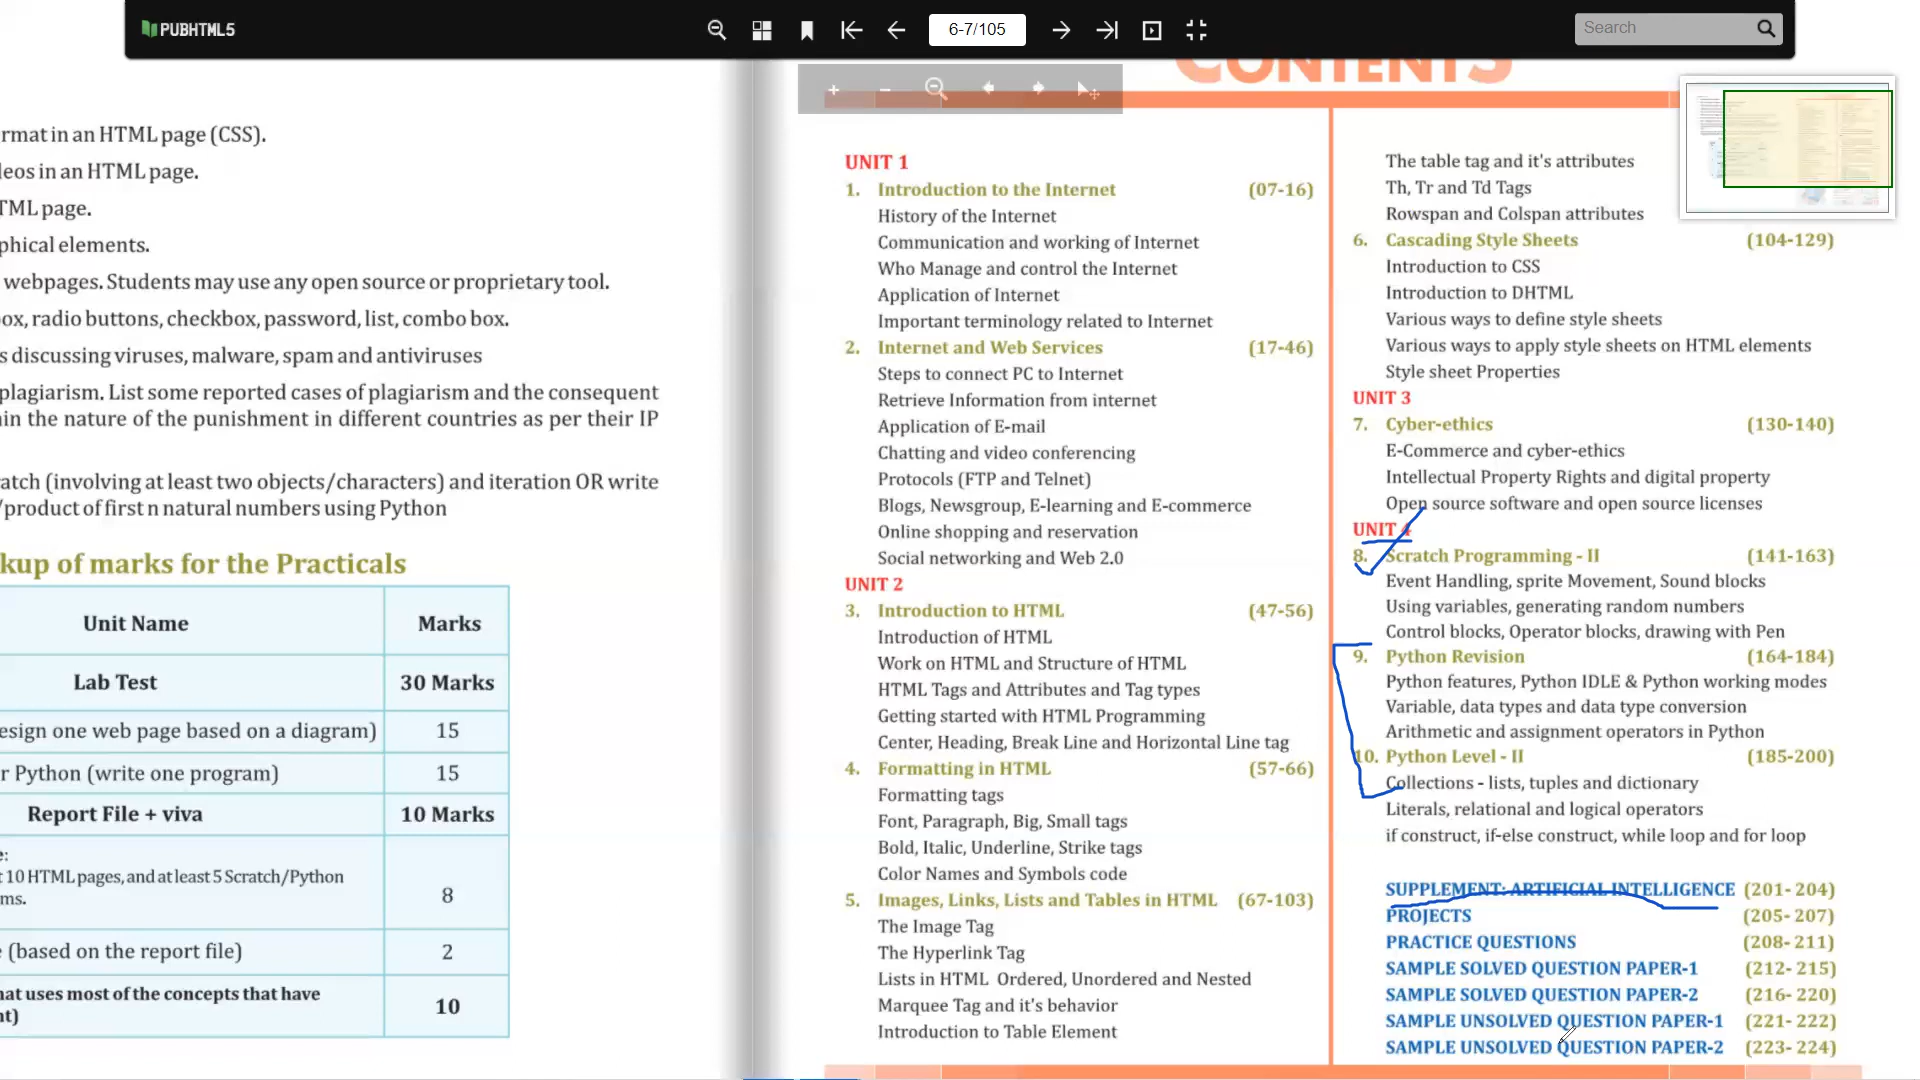 PUBHTML5
6-7/105
Search
rmat in an HTML page (CSS).
leos in an HTML page.
TML page.
phical elements.
webpages. Students may use any open source or proprietary tool.
ox, radio buttons, checkbox, password, list, combo box.
s discussing viruses, malware, spam and antiviruses
plagiarism. List some reported cases of plagiarism and the consequent
in the nature of the punishment in different countries as per their IP
ratch (involving at least two objects/characters) and iteration OR write
/product of first n natural numbers using Python
kup of marks for the Practicals
Unit Name Marks
Lab Test 30 Marks
esign one web page based on a diagram) 15
r Python (write one program) 15
Report File + viva 10 Marks
e:
t 10 HTML pages, and at least 5 Scratch/Python
ms. 8
e (based on the report file) 2
hat uses most of the concepts that have
nt) 10
CONTENTS
UNIT 1
1. Introduction to the Internet (07-16)
History of the Internet
Communication and working of Internet
Who Manage and control the Internet
Application of Internet
Important terminology related to Internet
2. Internet and Web Services (17-46)
Steps to connect PC to Internet
Retrieve Information from internet
Application of E-mail
Chatting and video conferencing
Protocols (FTP and Telnet)
Blogs, Newsgroup, E-learning and E-commerce
Online shopping and reservation
Social networking and Web 2.0
UNIT 2
3. Introduction to HTML (47-56)
Introduction of HTML
Work on HTML and Structure of HTML
HTML Tags and Attributes and Tag types
Getting started with HTML Programming
Center, Heading, Break Line and Horizontal Line tag
4. Formatting in HTML (57-66)
Formatting tags
Font, Paragraph, Big, Small tags
Bold, Italic, Underline, Strike tags
Color Names and Symbols code
5. Images, Links, Lists and Tables in HTML (67-103)
The Image Tag
The Hyperlink Tag
Lists in HTML Ordered, Unordered and Nested
Marquee Tag and it's behavior
Introduction to Table Element
The table tag and it's attributes
Th, Tr and Td Tags
Rowspan and Colspan attributes
6. Cascading Style Sheets (104-129)
Introduction to CSS
Introduction to DHTML
Various ways to define style sheets
Various ways to apply style sheets on HTML elements
Style sheet Properties
UNIT 3
7. Cyber-ethics (130-140)
E-Commerce and cyber-ethics
Intellectual Property Rights and digital property
Open source software and open source licenses
UNIT 4
8. Scratch Programming - II (141-163)
Event Handling, sprite Movement, Sound blocks
Using variables, generating random numbers
Control blocks, Operator blocks, drawing with Pen
9. Python Revision (164-184)
Python features, Python IDLE & Python working modes
Variable, data types and data type conversion
Arithmetic and assignment operators in Python
10. Python Level - II (185-200)
Collections - lists, tuples and dictionary
Literals, relational and logical operators
if construct, if-else construct, while loop and for loop
SUPPLEMENT: ARTIFICIAL INTELLIGENCE (201- 204)
PROJECTS (205- 207)
PRACTICE QUESTIONS (208- 211)
SAMPLE SOLVED QUESTION PAPER-1 (212- 215)
SAMPLE SOLVED QUESTION PAPER-2 (216- 220)
SAMPLE UNSOLVED QUESTION PAPER-1 (221- 222)
SAMPLE UNSOLVED QUESTION PAPER-2 (223- 224)